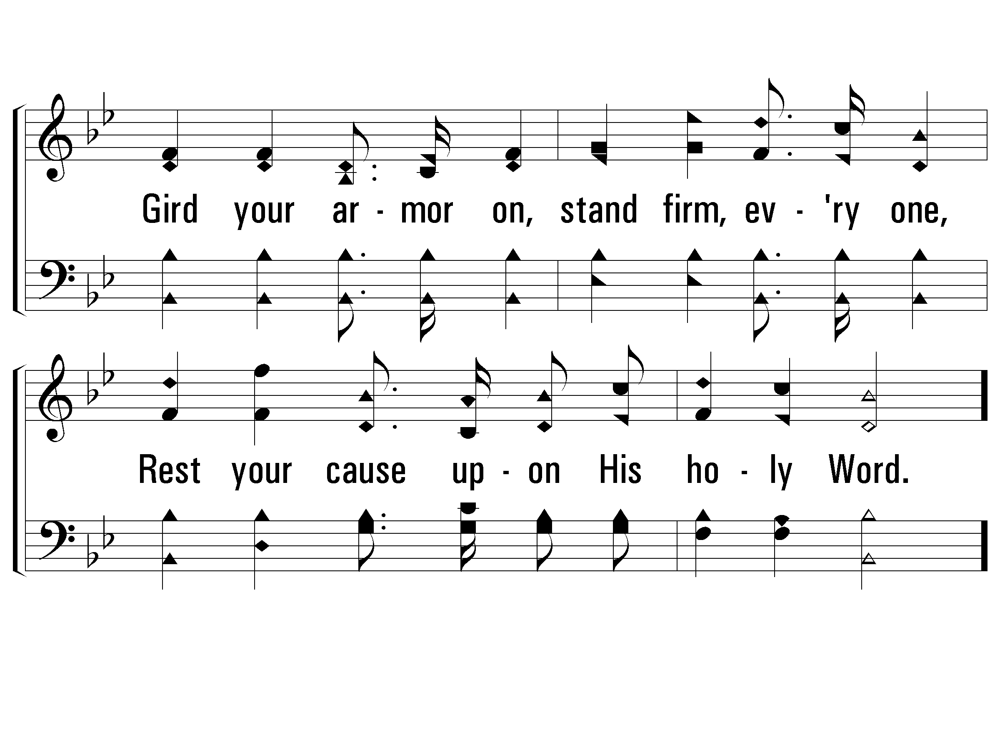 Gird your ar - mor on, stand firm, ev - 'ry one,
Rest your cause up - on His ho - ly Word.